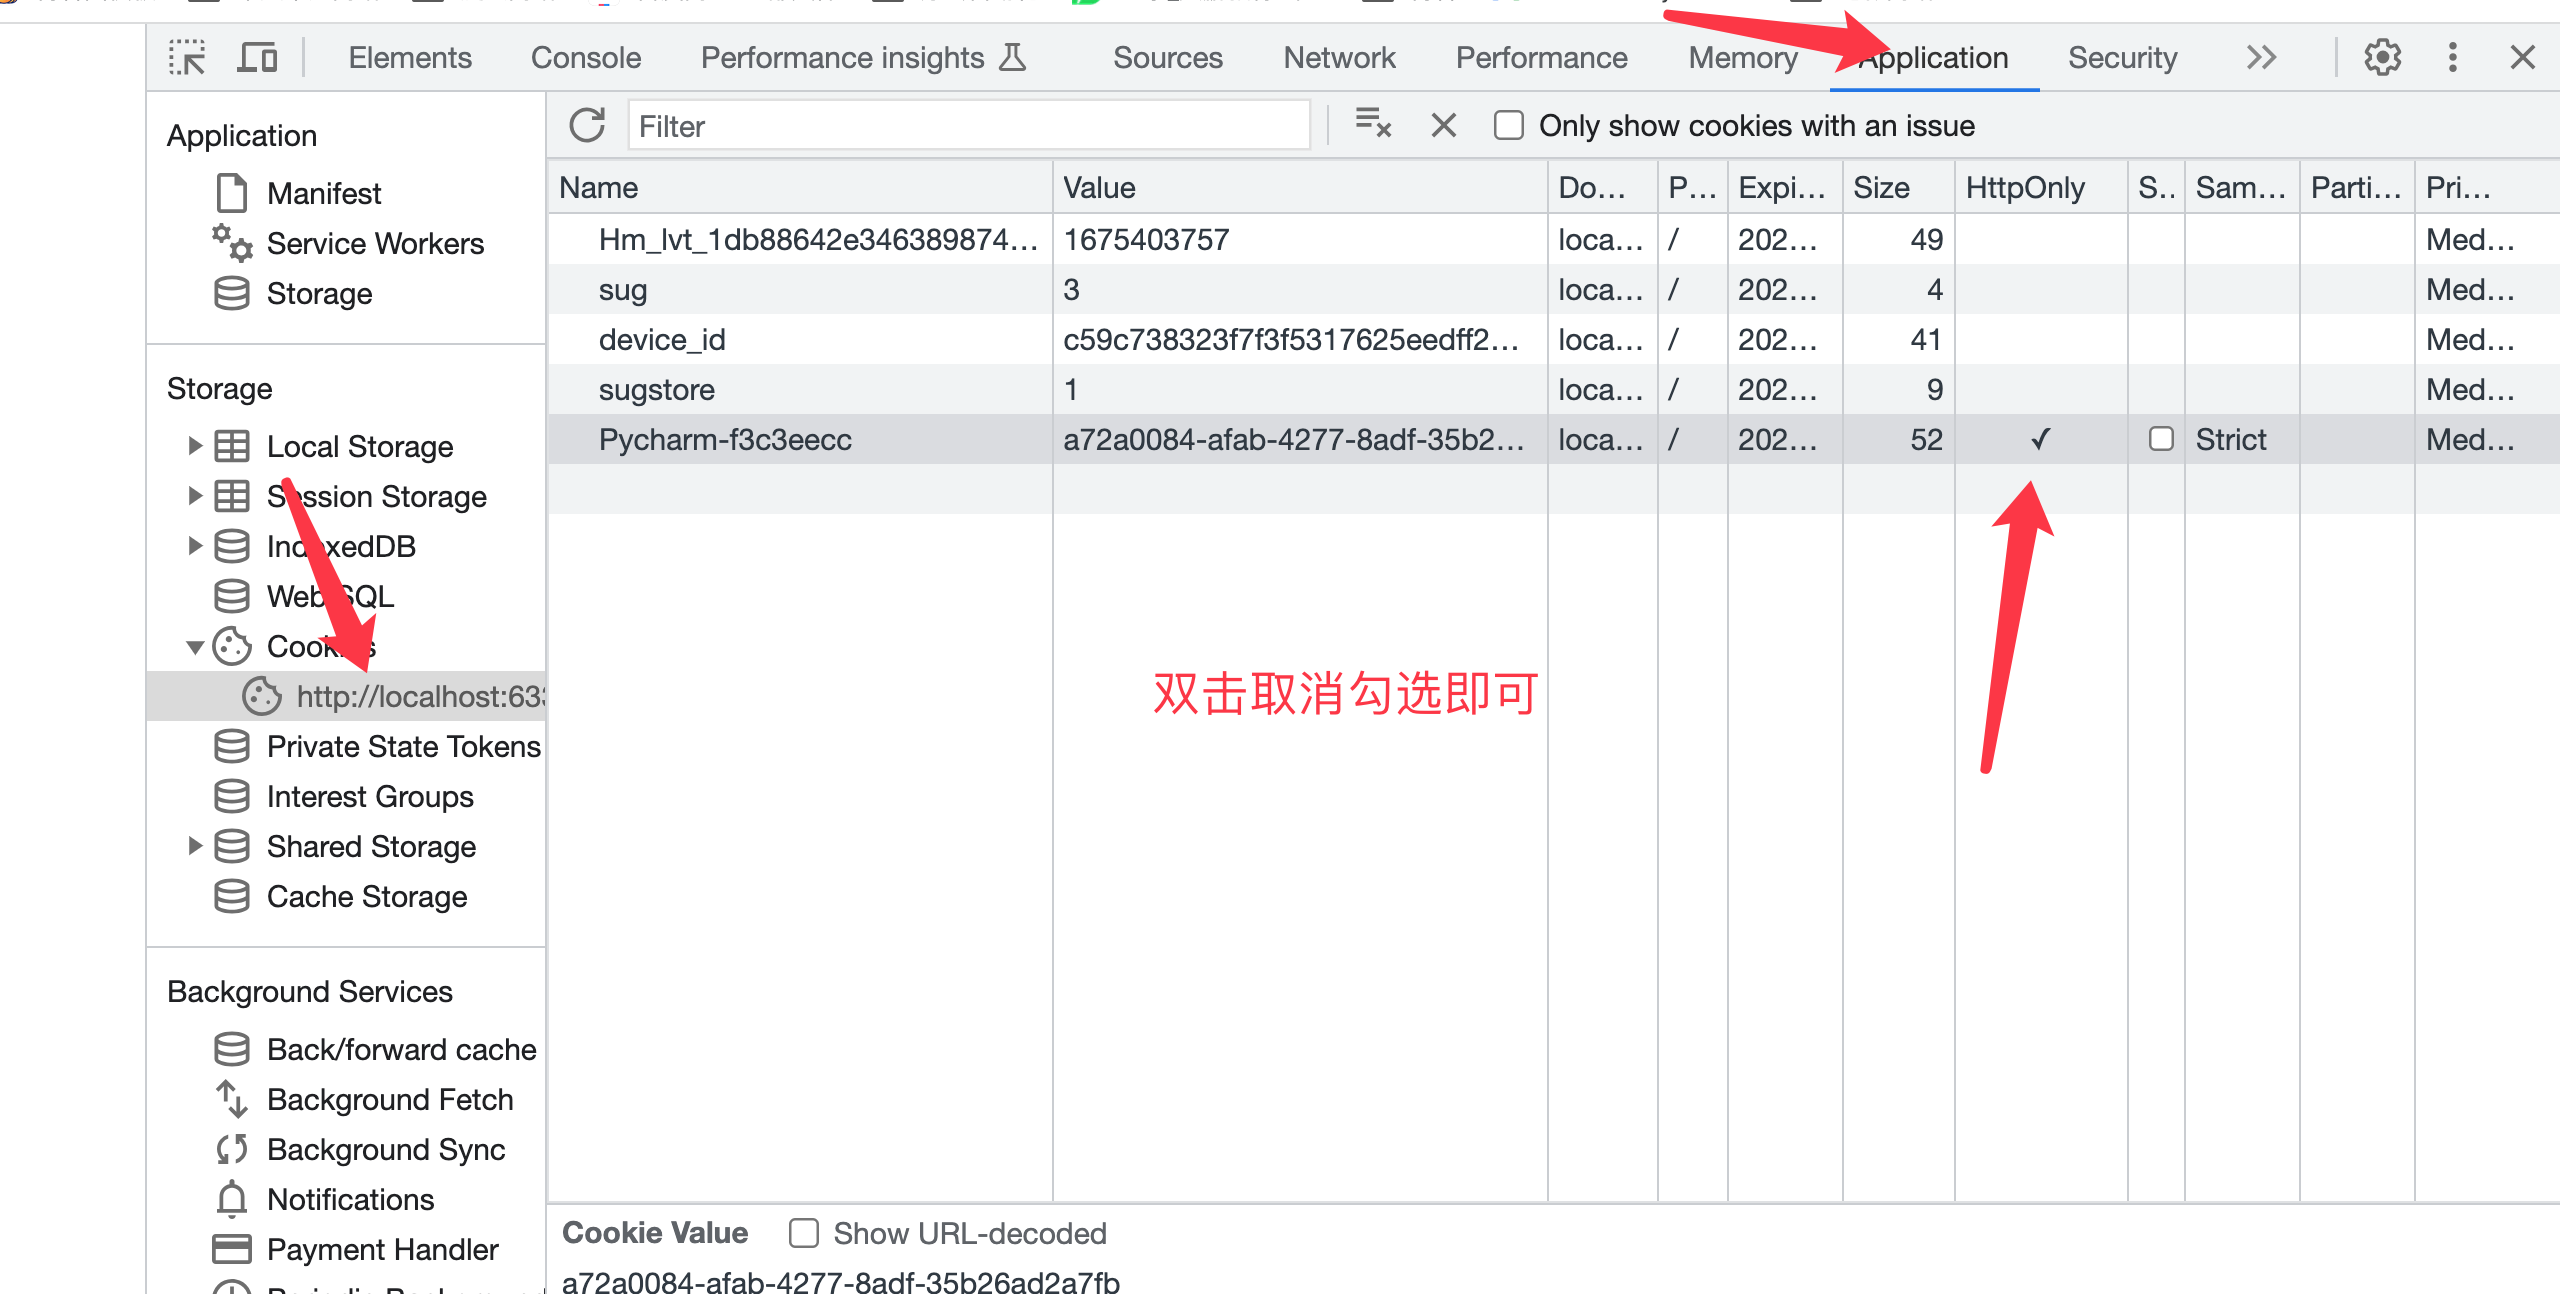 Elements Console Performance insights Sources Network Performance Memory Application Security
Application
Manifest
Service Workers
Storage
Storage
Local Storage
Session Storage
IndexedDB
Web SQL
Cookies
http://localhost:633
Private State Tokens
Interest Groups
Shared Storage
Cache Storage
Background Services
Back/forward cache
Background Fetch
Background Sync
Notifications
Payment Handler
Filter Only show cookies with an issue
Name Value Do... P... Expi... Size HttpOnly S.. Sam... Parti... Pri...
Hm_lvt_1db88642e346389874... 1675403757 loca... / 202... 49 Med...
sug 3 loca... / 202... 4 Med...
device_id c59c738323f7f3f5317625eedff2... loca... / 202... 41 Med...
sugstore 1 loca... / 202... 9 Med...
Pycharm-f3c3eecc a72a0084-afab-4277-8adf-35b2... loca... / 202... 52 ✓ Strict Med...
双击取消勾选即可
Cookie Value Show URL-decoded
a72a0084-afab-4277-8adf-35b26ad2a7fb